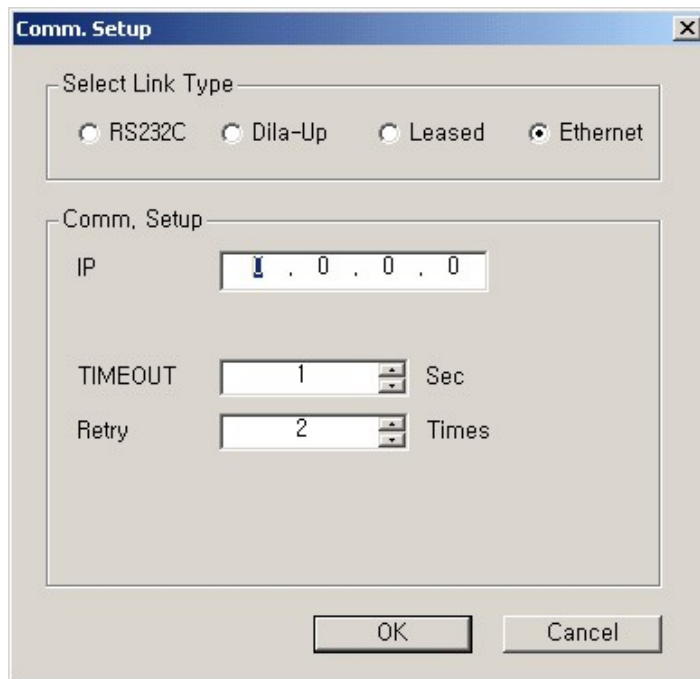 Comm. Setup
Select Link Type
RS232C Dila-Up Leased Ethernet
Comm. Setup
IP . 0 . 0 . 0
TIMEOUT 1 Sec
Retry 2 Times
OK Cancel